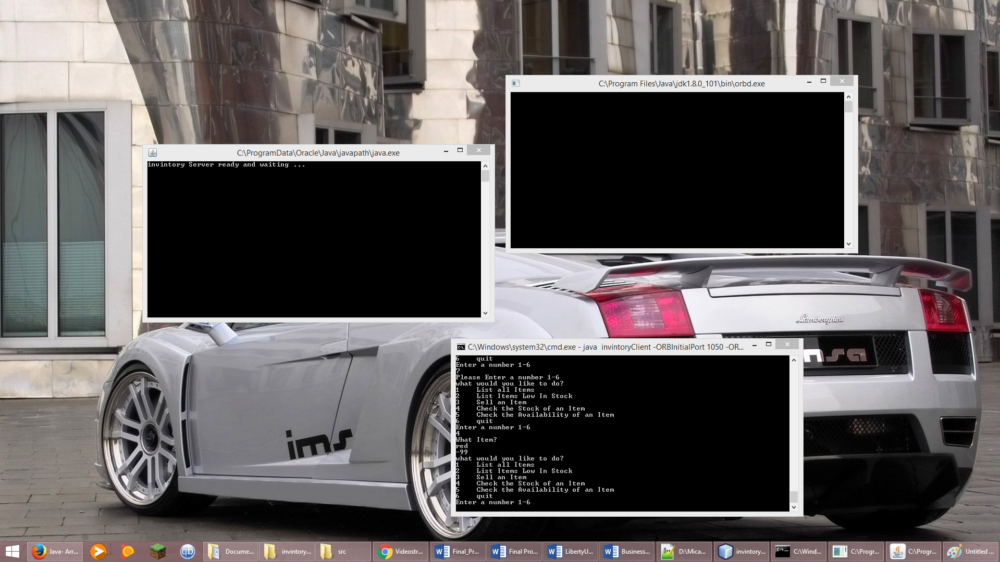 C:\Program Files\Java\jdk1.8.0_101\bin\orbd.exe
C:\ProgramData\Oracle\Java\javapath\java.exe
invintory Server ready and waiting ...
Lamborghini
C:\Windows\system32\cmd.exe - java  invintoryClient -ORBInitialPort 1050 -OR...
6    quit
Enter a number 1-6
7
Please Enter a number 1-6
what would you like to do?
1    List all Items
2    List Items Low In Stock
3    Sell an Item
4    Check the Stock of an Item
5    Check the Availability of an Item
6    quit
Enter a number 1-6
4
What Item?
red
-99
what would you like to do?
1    List all Items
2    List Items Low In Stock
3    Sell an Item
4    Check the Stock of an Item
5    Check the Availability of an Item
6    quit
Enter a number 1-6
imsa
ims
Java- Arr...
qb
Docume...
invintory...
src
Videostr...
Final_Pr...
Final Pro...
LibertyU...
Business...
D:\Mica...
invintory...
C:\Wind...
C:\Progr...
C:\Progr...
Untitled ...